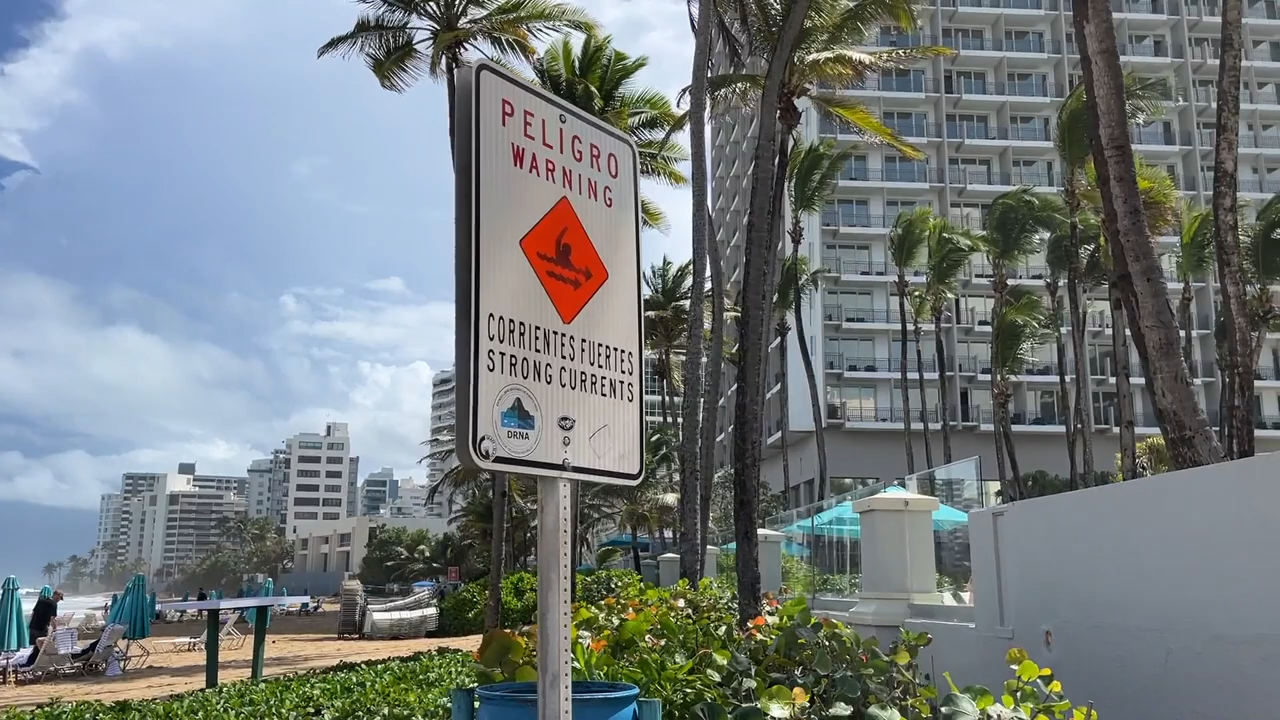 PELIGRO
WARNING
CORRIENTES FUERTES
STRONG CURRENTS
DRNA